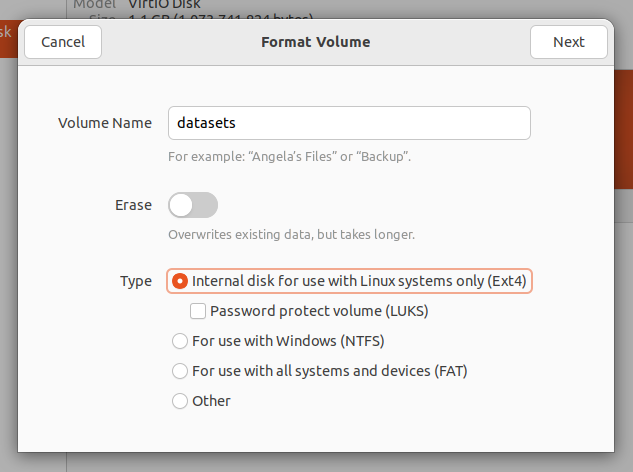 Model VirtIO Disk
Size 1.1 GB (1,073,741,824 bytes)
sk
Cancel
Format Volume
Next
Volume Name
datasets
For example: “Angela’s Files” or “Backup”.
Erase
Overwrites existing data, but takes longer.
Type
Internal disk for use with Linux systems only (Ext4)
Password protect volume (LUKS)
For use with Windows (NTFS)
For use with all systems and devices (FAT)
Other